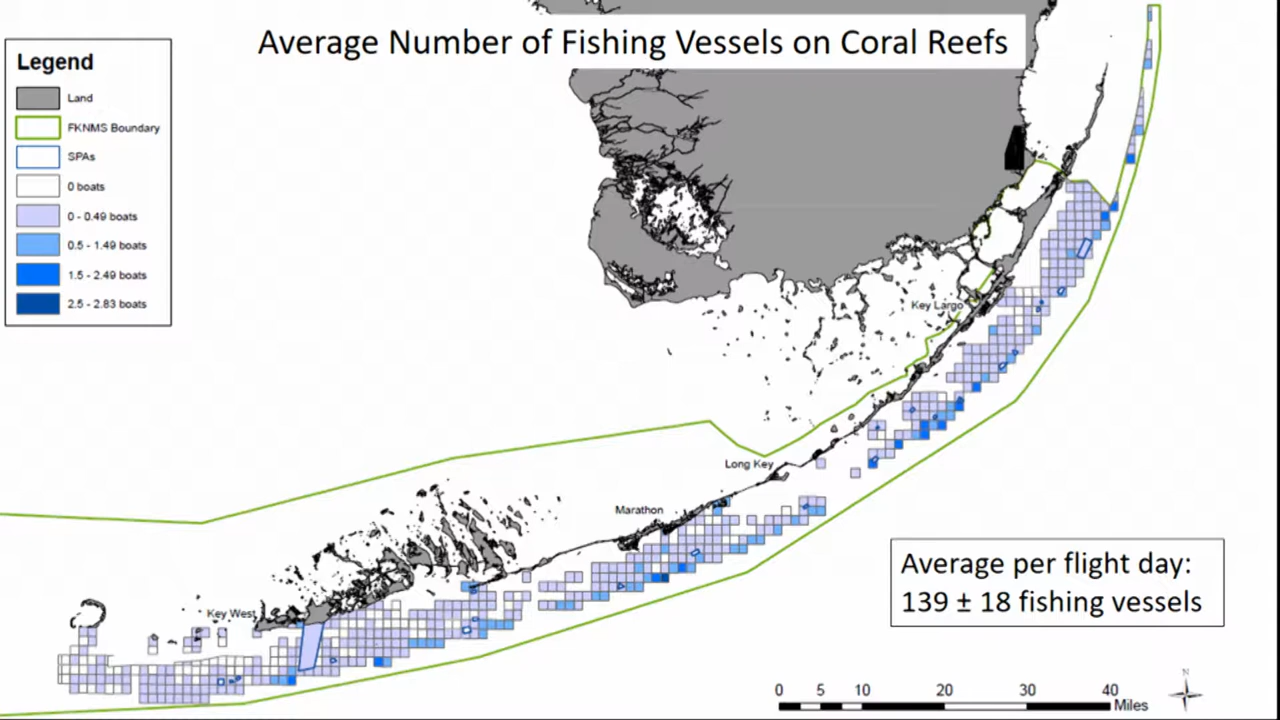 Average Number of Fishing Vessels on Coral Reefs
Legend
Land
FKNMS Boundary
SPAs
0 boats
0 - 0.49 boats
0.5 - 1.49 boats
1.5 - 2.49 boats
2.5 - 2.83 boats
Key Largo
Long Key
Marathon
Key West
Average per flight day:
139 ± 18 fishing vessels
N
0 5 10 20 30 40
Miles